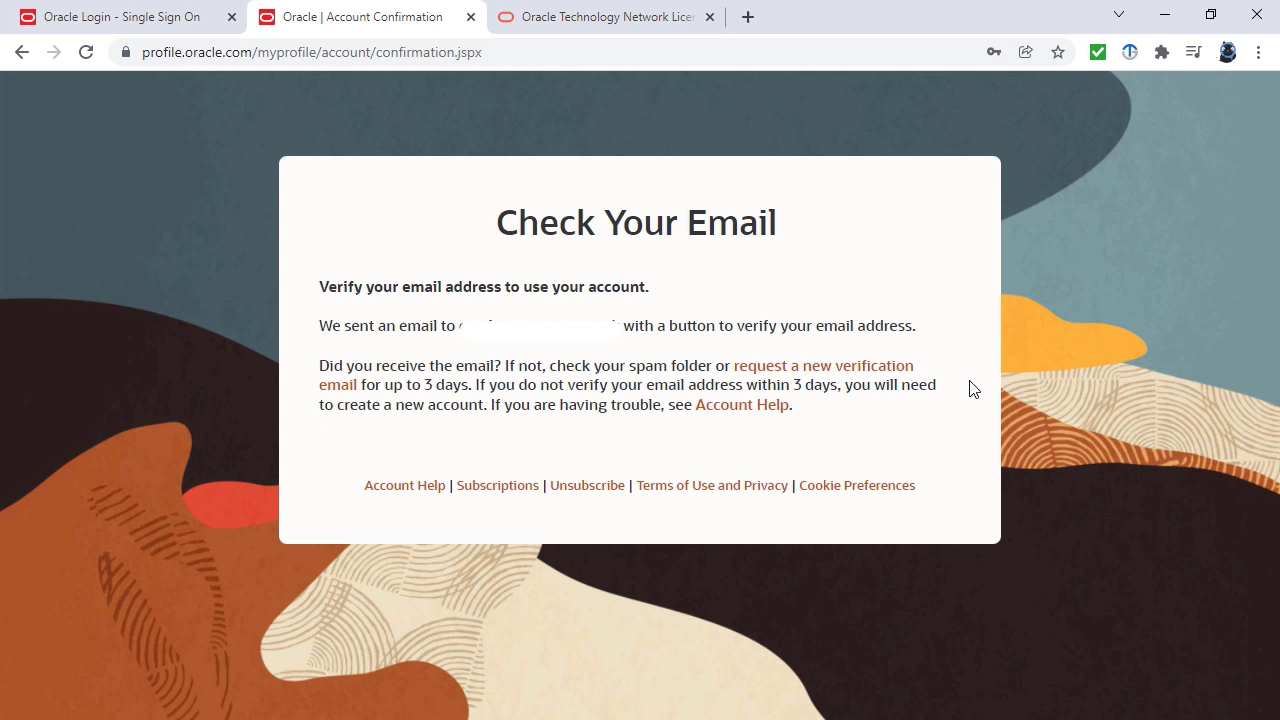 Oracle Login - Single Sign On
Oracle | Account Confirmation
Oracle Technology Network Licen
profile.oracle.com/myprofile/account/confirmation.jspx
Check Your Email
Verify your email address to use your account.
We sent an email to with a button to verify your email address.
Did you receive the email? If not, check your spam folder or request a new verification
email for up to 3 days. If you do not verify your email address within 3 days, you will need
to create a new account. If you are having trouble, see Account Help.
Account Help | Subscriptions | Unsubscribe | Terms of Use and Privacy | Cookie Preferences